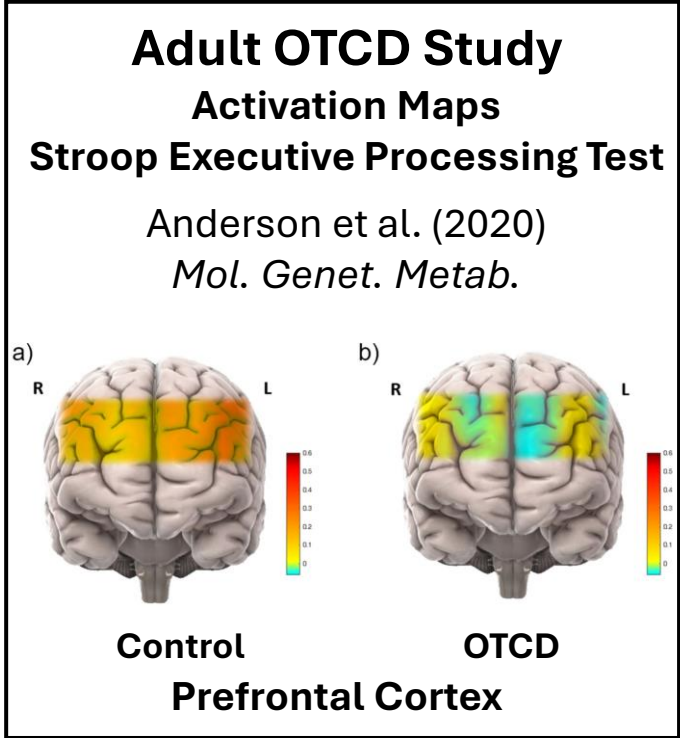 Adult OTCD Study
Activation Maps
Stroop Executive Processing Test
Anderson et al. (2020)
Mol. Genet. Metab.
a)
R
L
0.6
0.5
0.4
0.3
0.2
0.1
0
b)
R
L
0.6
0.5
0.4
0.3
0.2
0.1
0
Control
OTCD
Prefrontal Cortex